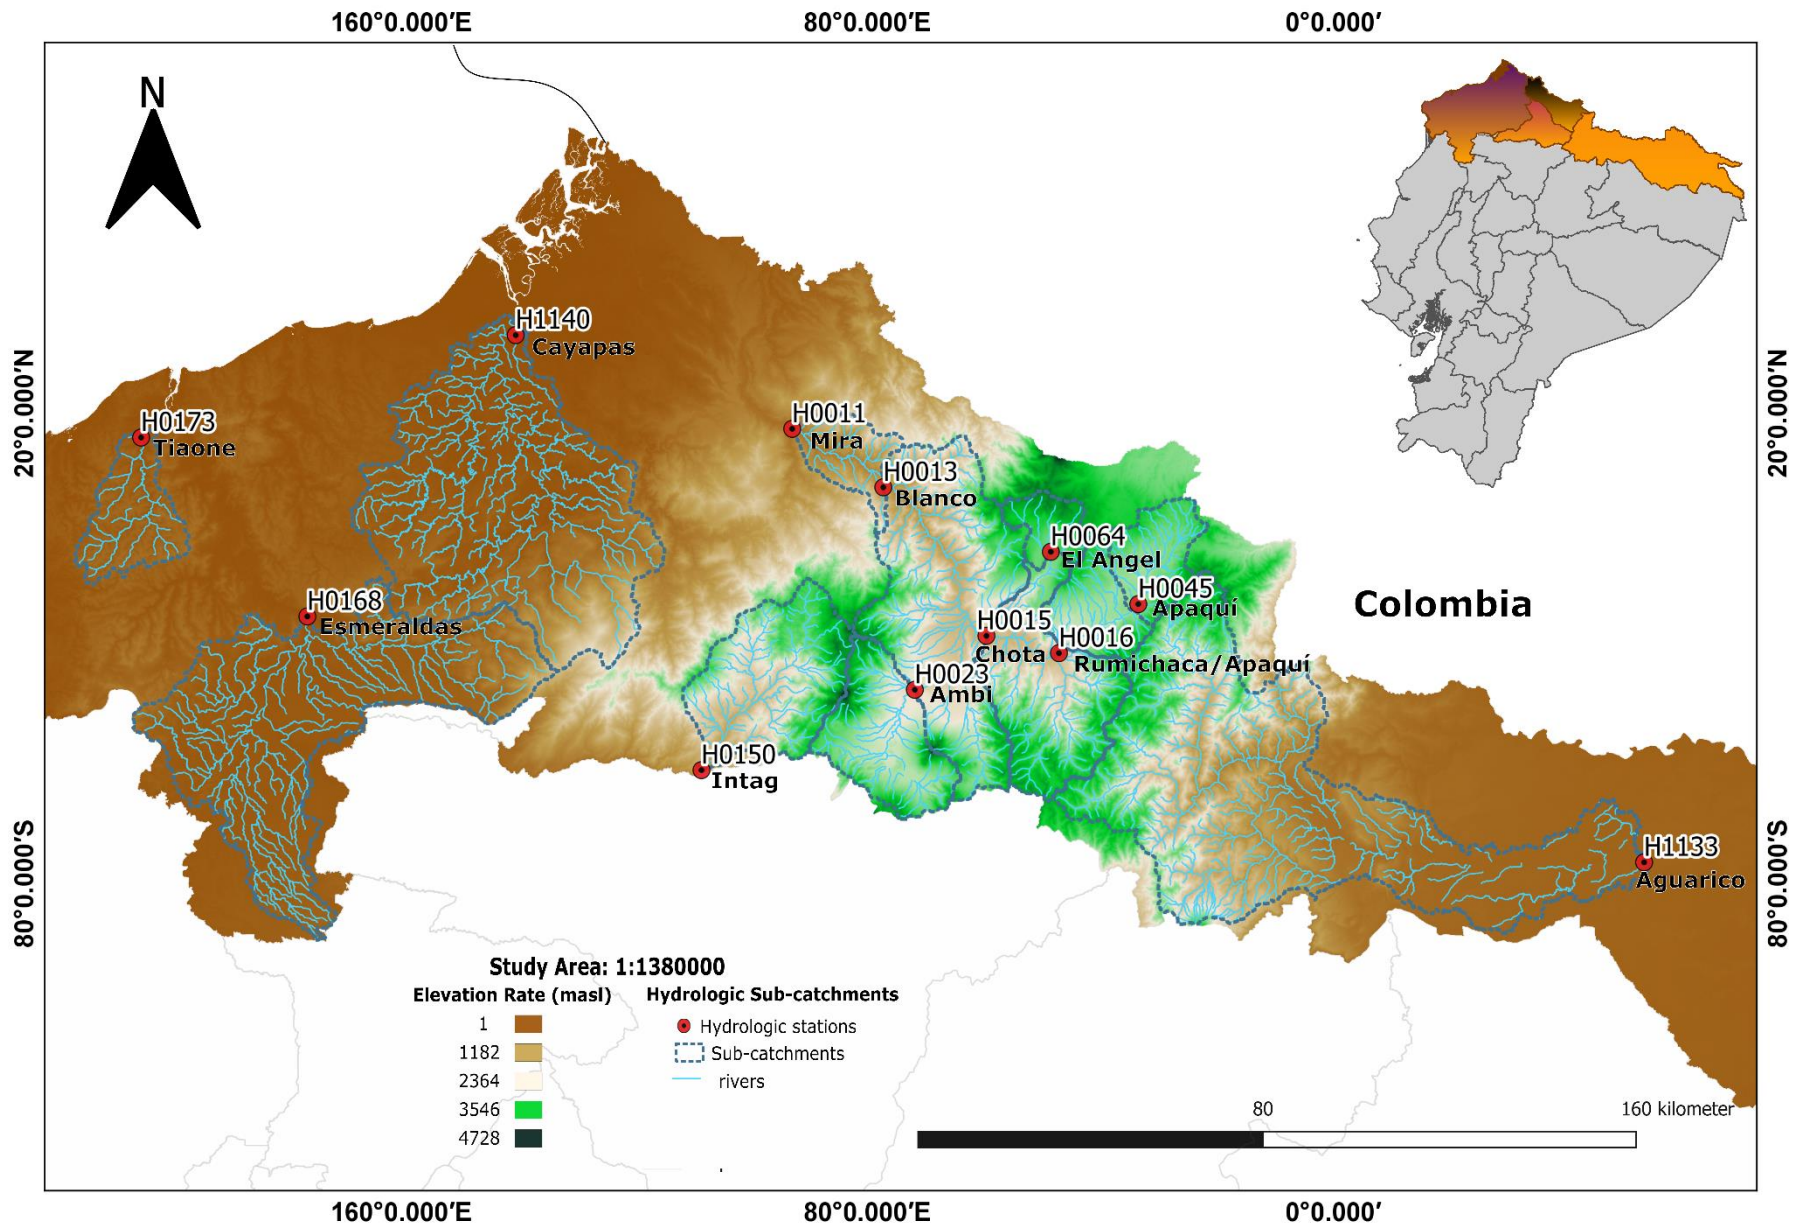 160°0.000′E 80°0.000′E 0°0.000′
N
20°0.000′N
20°0.000′N
80°0.000′S
80°0.000′S
H1140
Cayapas
H0173
Tiaone
H0011
Mira
H0013
Blanco
H0064
El Angel
H0045
Apaquí
H0168
Esmeraldas
H0015
Chota
H0016
Rumichaca/Apaquí
H0023
Ambi
H0150
Intag
H1133
Aguarico
Colombia
Study Area: 1:1380000
Elevation Rate (masl)
1
1182
2364
3546
4728
Hydrologic Sub-catchments
Hydrologic stations
Sub-catchments
rivers
80 160 kilometer
160°0.000′E 80°0.000′E 0°0.000′